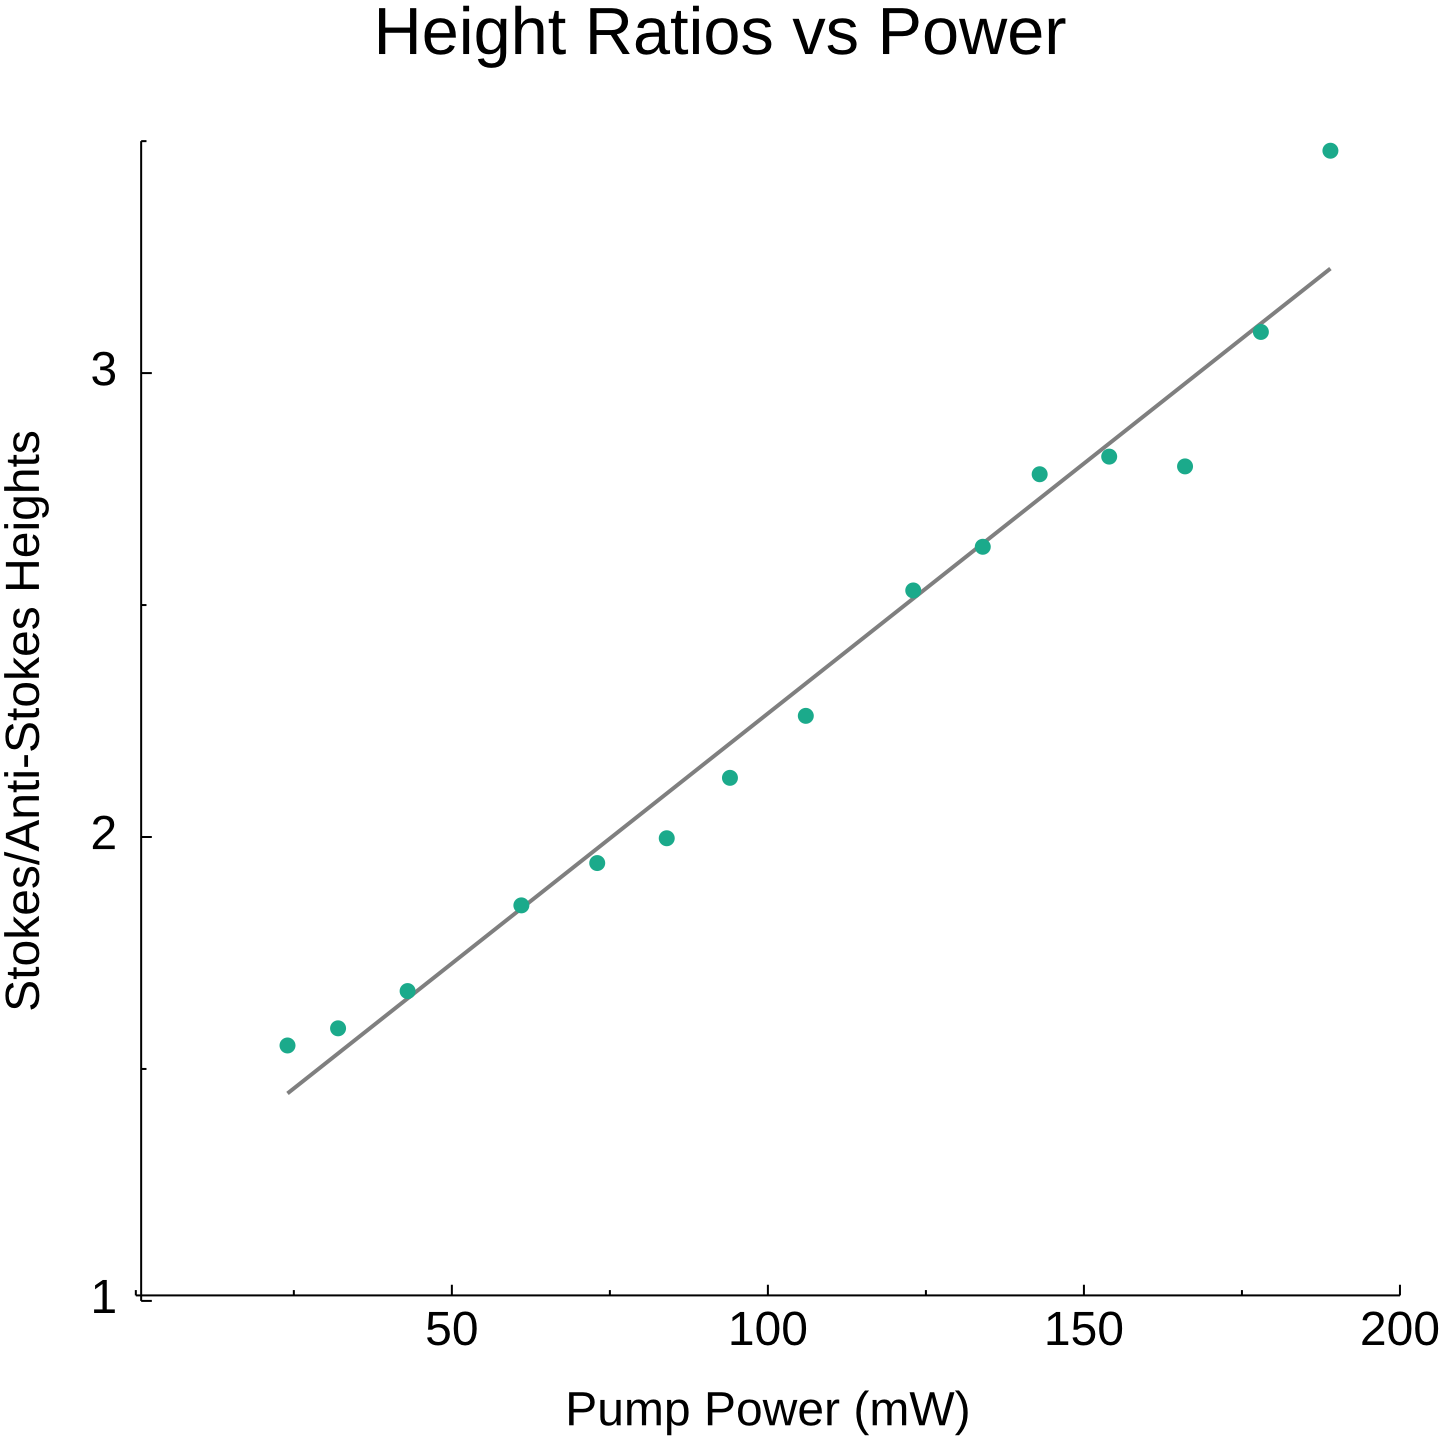 Height Ratios vs Power
3
2
1
Stokes/Anti-Stokes Heights
50 100 150 200
Pump Power (mW)